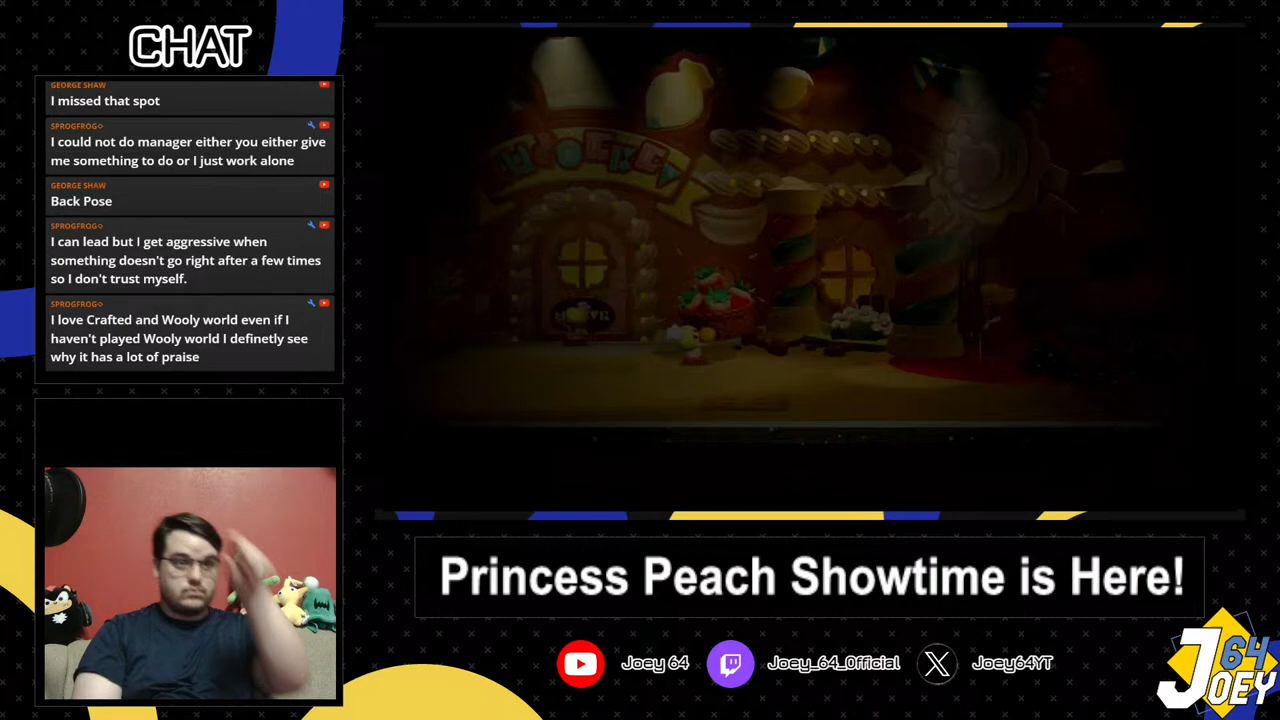 CHAT
GEORGE SHAW
I missed that spot
SPROGFROG
I could not do manager either you either give
me something to do or I just work alone
GEORGE SHAW
Back Pose
SPROGFROG
I can lead but I get aggressive when
something doesn't go right after a few times
so I don't trust myself.
SPROGFROG
I love Crafted and Wooly world even if I
haven't played Wooly world I definetly see
why it has a lot of praise
Princess Peach Showtime is Here!
Joey 64
Joey_64_Official
Joey64YT
64
JOEY